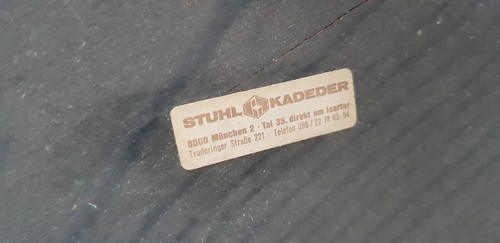 STUHL KADEDER
8000 München 2 · Tal 35, direkt am Isartor
Truderinger Straße 221 · Telefon 089/22 74 63-64